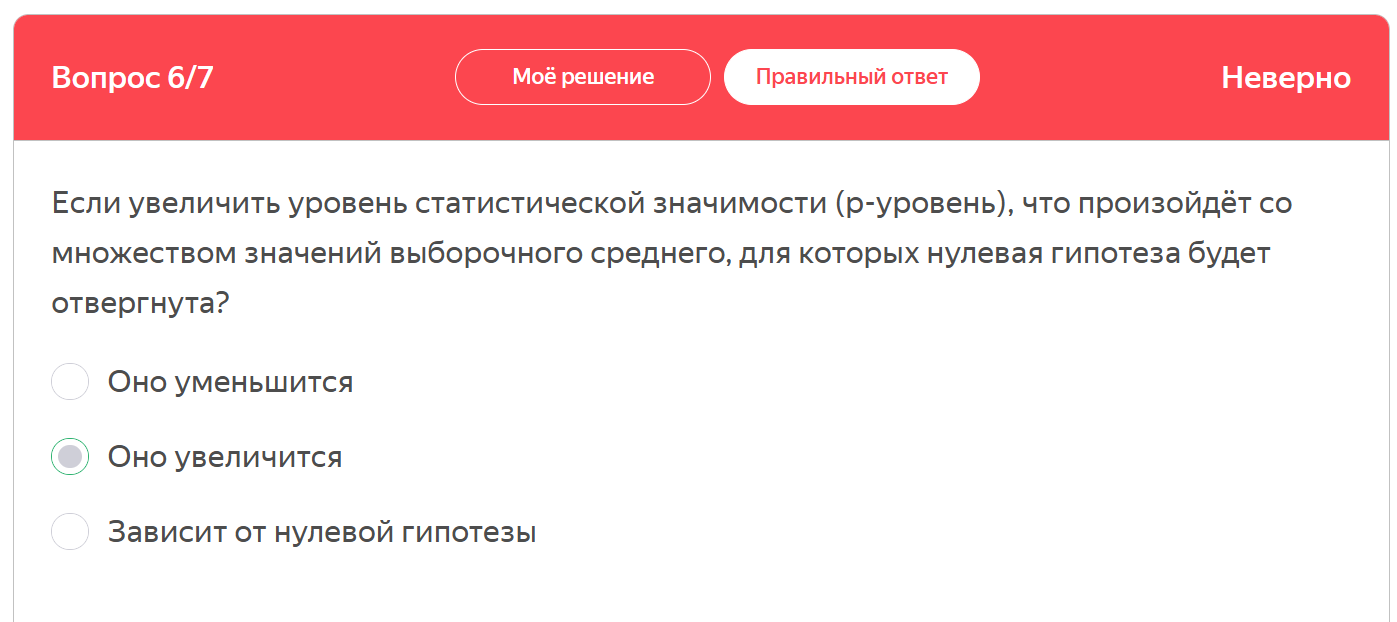 Вопрос 6/7
Моё решение
Правильный ответ
Неверно
Если увеличить уровень статистической значимости (p-уровень), что произойдёт со
множеством значений выборочного среднего, для которых нулевая гипотеза будет
отвергнута?
Оно уменьшится
Оно увеличится
Зависит от нулевой гипотезы